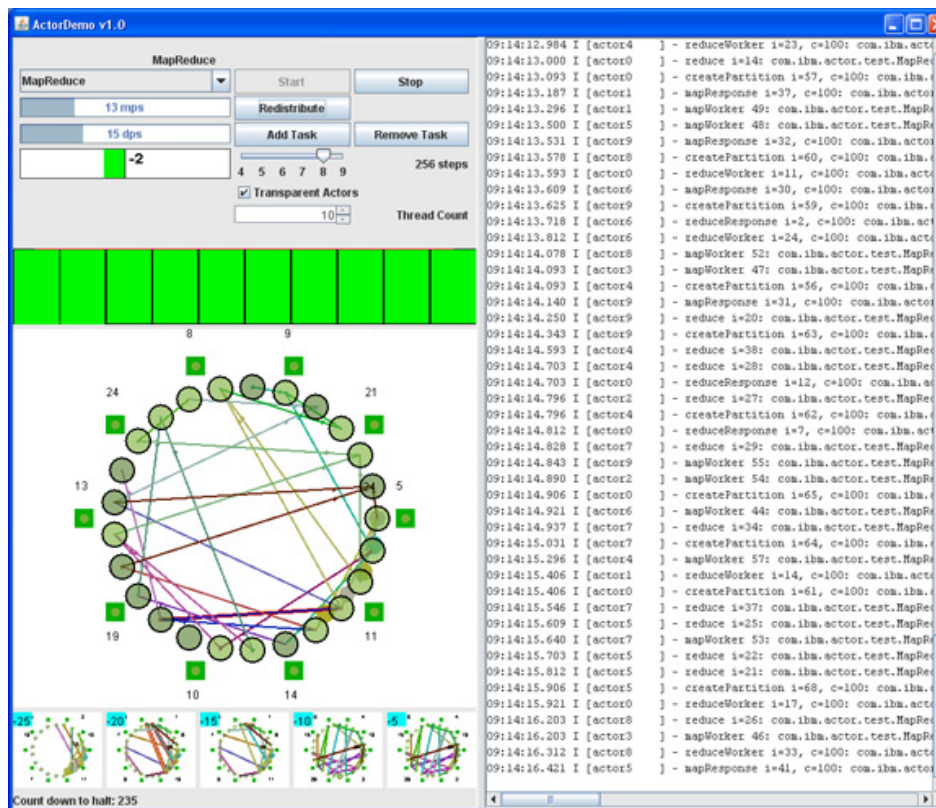 ActorDemo v1.0
MapReduce
MapReduce
Start
Stop
13 mps
Redistribute
15 dps
Add Task
Remove Task
-2
256 steps
4 5 6 7 8 9
Transparent Actors
10
Thread Count
8
9
24
21
13
5
24
19
11
10
14
-25'
-20'
-15'
-10'
-5'
Count down to halt: 235
09:14:12.984 I [actor4 ] - reduceWorker i=23, c=100: com.ibm.acto
09:14:13.000 I [actor0 ] - reduce i=14: com.ibm.actor.test.MapRec
09:14:13.093 I [actor0 ] - createPartition i=57, c=100: com.ibm.a
09:14:13.187 I [actor1 ] - mapResponse i=37, c=100: com.ibm.actor
09:14:13.296 I [actor1 ] - mapWorker 49: com.ibm.actor.test.MapRe
09:14:13.500 I [actor5 ] - mapWorker 48: com.ibm.actor.test.MapRe
09:14:13.531 I [actor9 ] - mapResponse i=32, c=100: com.ibm.actor
09:14:13.578 I [actor8 ] - createPartition i=60, c=100: com.ibm.a
09:14:13.593 I [actor0 ] - reduceWorker i=11, c=100: com.ibm.acto
09:14:13.609 I [actor6 ] - mapResponse i=30, c=100: com.ibm.actor
09:14:13.625 I [actor9 ] - createPartition i=59, c=100: com.ibm.a
09:14:13.718 I [actor6 ] - reduceResponse i=2, c=100: com.ibm.act
09:14:13.812 I [actor6 ] - reduceWorker i=24, c=100: com.ibm.acto
09:14:14.078 I [actor8 ] - mapWorker 52: com.ibm.actor.test.MapRe
09:14:14.093 I [actor3 ] - mapWorker 47: com.ibm.actor.test.MapRe
09:14:14.093 I [actor4 ] - createPartition i=56, c=100: com.ibm.a
09:14:14.140 I [actor9 ] - mapResponse i=31, c=100: com.ibm.actor
09:14:14.250 I [actor9 ] - reduce i=20: com.ibm.actor.test.MapRec
09:14:14.343 I [actor9 ] - createPartition i=63, c=100: com.ibm.a
09:14:14.593 I [actor4 ] - reduce i=38: com.ibm.actor.test.MapRec
09:14:14.703 I [actor4 ] - reduce i=28: com.ibm.actor.test.MapRec
09:14:14.703 I [actor0 ] - reduceResponse i=12, c=100: com.ibm.ac
09:14:14.796 I [actor2 ] - reduce i=27: com.ibm.actor.test.MapRec
09:14:14.796 I [actor4 ] - createPartition i=62, c=100: com.ibm.a
09:14:14.812 I [actor0 ] - reduceResponse i=7, c=100: com.ibm.act
09:14:14.828 I [actor7 ] - reduce i=29: com.ibm.actor.test.MapRec
09:14:14.843 I [actor9 ] - mapWorker 55: com.ibm.actor.test.MapRe
09:14:14.890 I [actor2 ] - mapWorker 54: com.ibm.actor.test.MapRe
09:14:14.906 I [actor0 ] - createPartition i=65, c=100: com.ibm.a
09:14:14.921 I [actor6 ] - mapWorker 44: com.ibm.actor.test.MapRe
09:14:14.937 I [actor7 ] - reduce i=34: com.ibm.actor.test.MapRec
09:14:15.031 I [actor7 ] - createPartition i=64, c=100: com.ibm.a
09:14:15.296 I [actor4 ] - mapWorker 57: com.ibm.actor.test.MapRe
09:14:15.406 I [actor1 ] - reduceWorker i=14, c=100: com.ibm.acto
09:14:15.406 I [actor0 ] - createPartition i=61, c=100: com.ibm.a
09:14:15.546 I [actor7 ] - reduce i=37: com.ibm.actor.test.MapRec
09:14:15.609 I [actor5 ] - reduce i=25: com.ibm.actor.test.MapRec
09:14:15.640 I [actor7 ] - mapWorker 53: com.ibm.actor.test.MapRe
09:14:15.703 I [actor5 ] - reduce i=22: com.ibm.actor.test.MapRec
09:14:15.812 I [actor5 ] - reduce i=21: com.ibm.actor.test.MapRec
09:14:15.906 I [actor5 ] - createPartition i=68, c=100: com.ibm.a
09:14:15.921 I [actor0 ] - reduceWorker i=17, c=100: com.ibm.acto
09:14:16.203 I [actor8 ] - reduce i=26: com.ibm.actor.test.MapRec
09:14:16.203 I [actor3 ] - mapWorker 46: com.ibm.actor.test.MapRe
09:14:16.312 I [actor8 ] - reduceWorker i=33, c=100: com.ibm.acto
09:14:16.421 I [actor5 ] - mapResponse i=41, c=100: com.ibm.actor